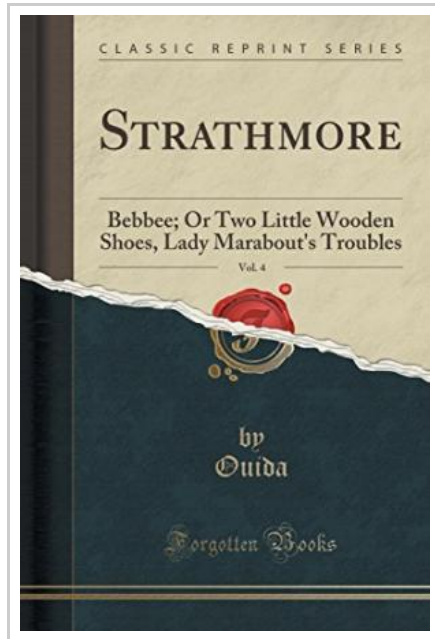 CLASSIC REPRINT SERIES
STRATHMORE
Bebbee; Or Two Little Wooden
Shoes, Lady Marabout's Troubles
Vol. 4
by
Ouida
Forgotten Books